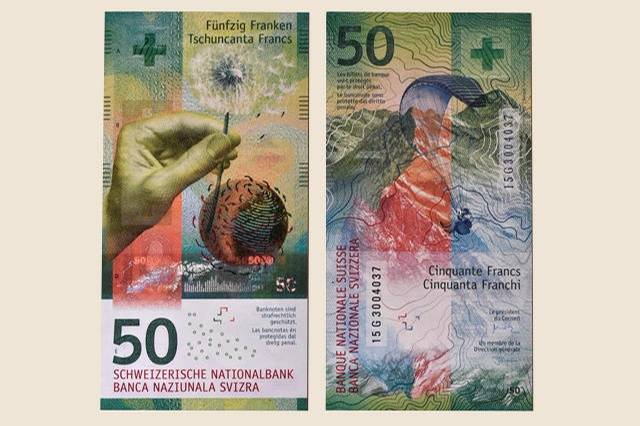 Fünfzig Franken
Tschuncanta Francs
50
Banknoten sind
strafrechtlich
geschützt.
Las bancnotas èn
protegidas dal
dretg penal.
50
SCHWEIZERISCHE NATIONALBANK
BANCA NAZIUNALA SVIZRA
50
Les billets de banque
sont protégés
par le droit pénal.
Le banconote sono
protette dal diritto
penale.
15G3004037
BANQUE NATIONALE SUISSE
BANCA NAZIONALE SVIZZERA
15G3004037
Cinquante Francs
Cinquanta Franchi
Le président
du Conseil
Un membre de la
Direction générale
50